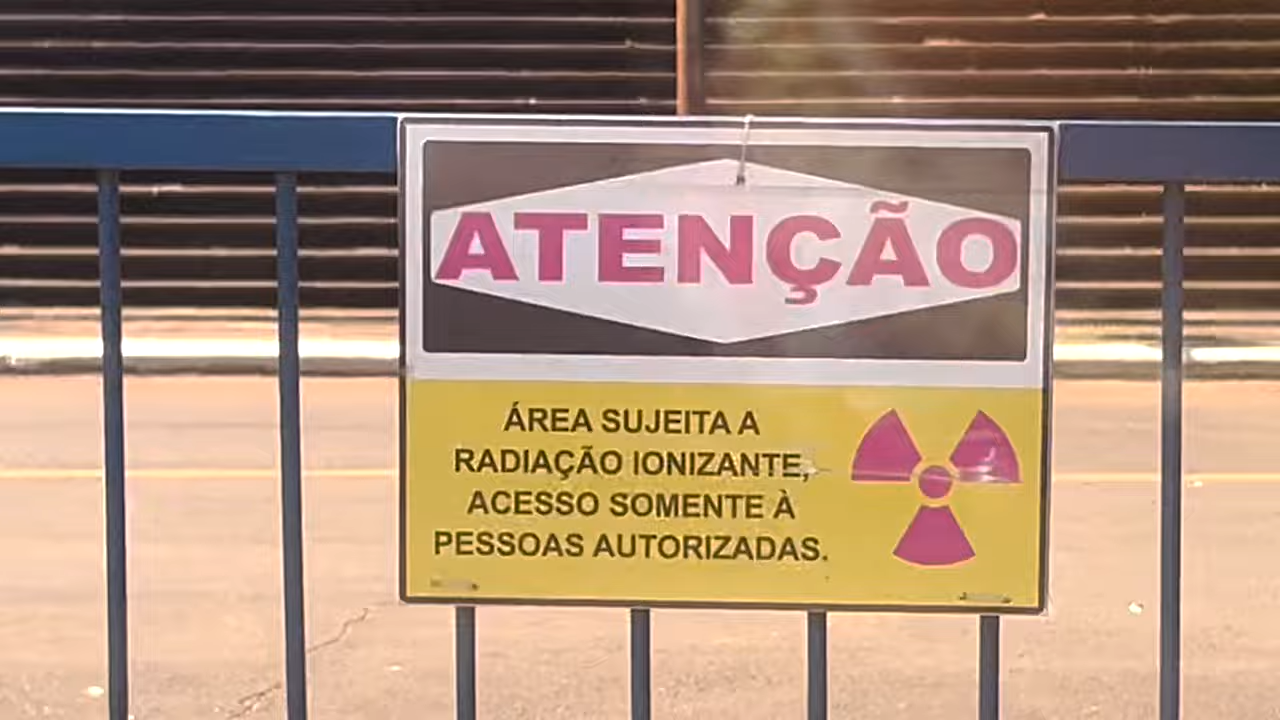 ATENÇÃO
ÁREA SUJEITA A
RADIAÇÃO IONIZANTE,
ACESSO SOMENTE À
PESSOAS AUTORIZADAS.